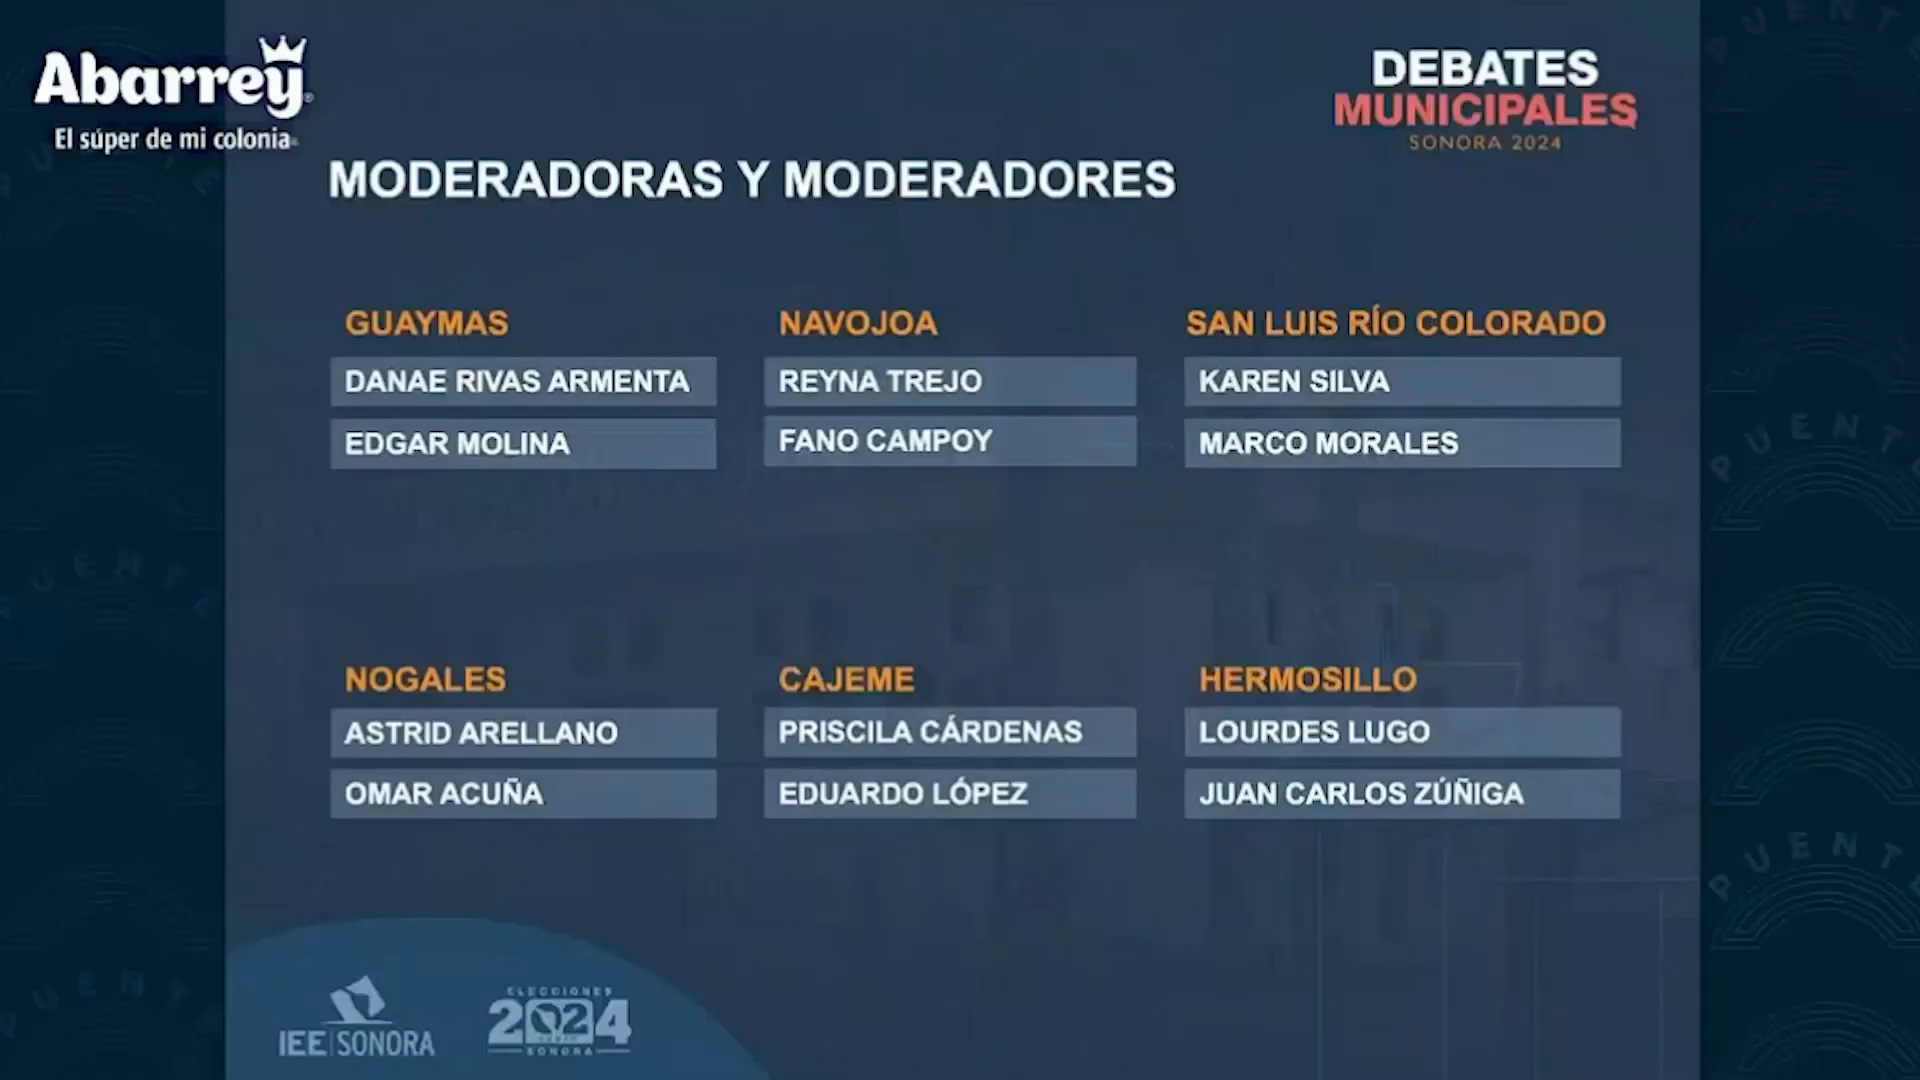 Abarrey
El súper de mi colonia
DEBATES
MUNICIPALES
SONORA 2024
MODERADORAS Y MODERADORES
GUAYMAS
DANAE RIVAS ARMENTA
EDGAR MOLINA
NAVOJOA
REYNA TREJO
FANO CAMPOY
SAN LUIS RÍO COLORADO
KAREN SILVA
MARCO MORALES
NOGALES
ASTRID ARELLANO
OMAR ACUÑA
CAJEME
PRISCILA CÁRDENAS
EDUARDO LÓPEZ
HERMOSILLO
LOURDES LUGO
JUAN CARLOS ZÚÑIGA
IEE SONORA
ELECCIONES
2024
SONORA
PUENT
PUENT